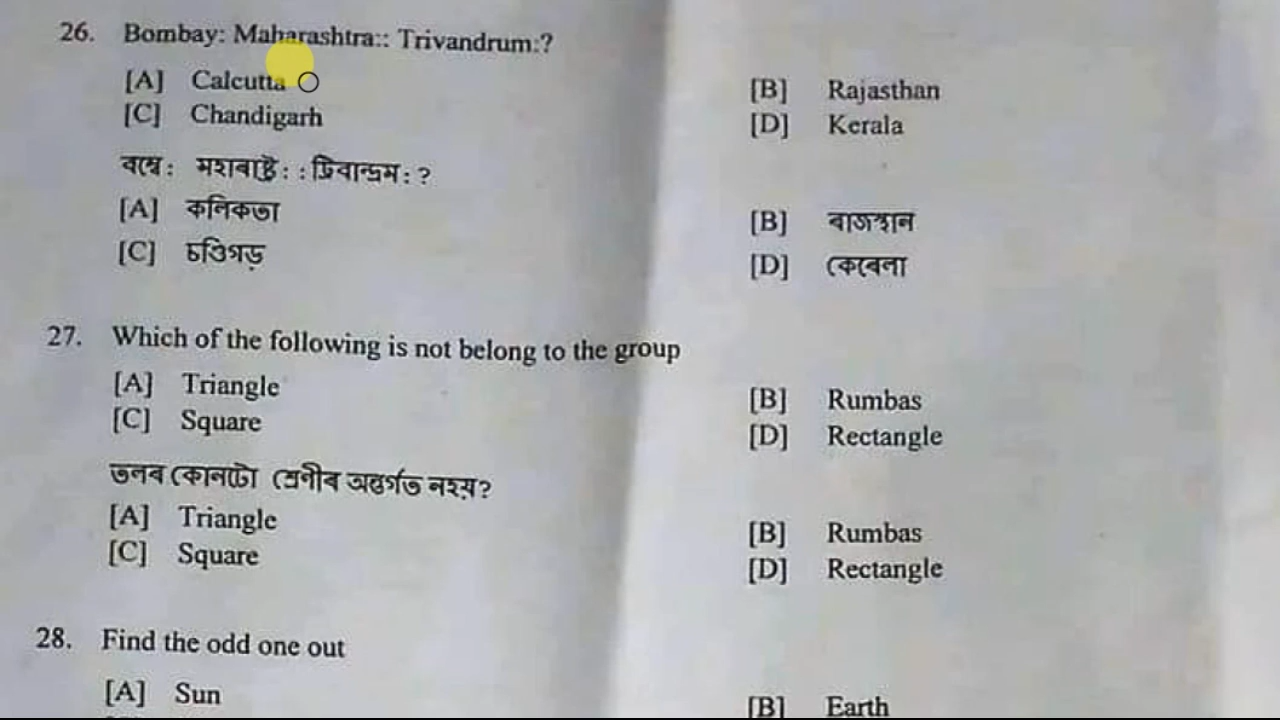 26. Bombay: Maharashtra:: Trivandrum:?
[A] Calcutta [B] Rajasthan
[C] Chandigarh [D] Kerala
বম্বে : মহাৰাষ্ট্ৰ : : ত্ৰিবান্দ্ৰম : ?
[A] কলিকতা [B] ৰাজস্থান
[C] চণ্ডিগড় [D] কেৰেলা
27. Which of the following is not belong to the group
[A] Triangle [B] Rumbas
[C] Square [D] Rectangle
তলৰ কোনটো শ্ৰেণীৰ অন্তৰ্গত নহয়?
[A] Triangle [B] Rumbas
[C] Square [D] Rectangle
28. Find the odd one out
[A] Sun [B] Earth